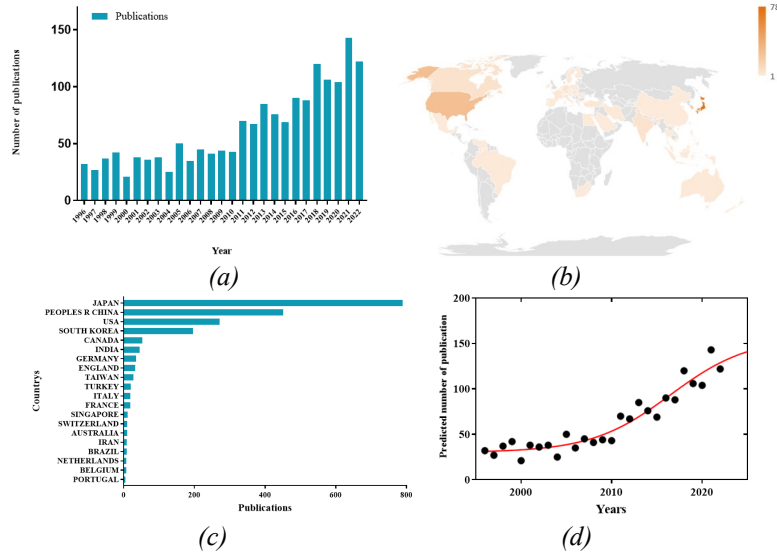 Publications
Number of publications
150
100
50
0
1996
1997
1998
1999
2000
2001
2002
2003
2004
2005
2006
2007
2008
2009
2010
2011
2012
2013
2014
2015
2016
2017
2018
2019
2020
2021
2022
Year
(a)
78
1
(b)
JAPAN
PEOPLES R CHINA
USA
SOUTH KOREA
CANADA
INDIA
GERMANY
ENGLAND
TAIWAN
TURKEY
ITALY
FRANCE
SINGAPORE
SWITZERLAND
AUSTRALIA
IRAN
BRAZIL
NETHERLANDS
BELGIUM
PORTUGAL
Countrys
0 200 400 600 800
Publications
(c)
Predicted number of publication
200
150
100
50
0
2000 2010 2020
Years
(d)